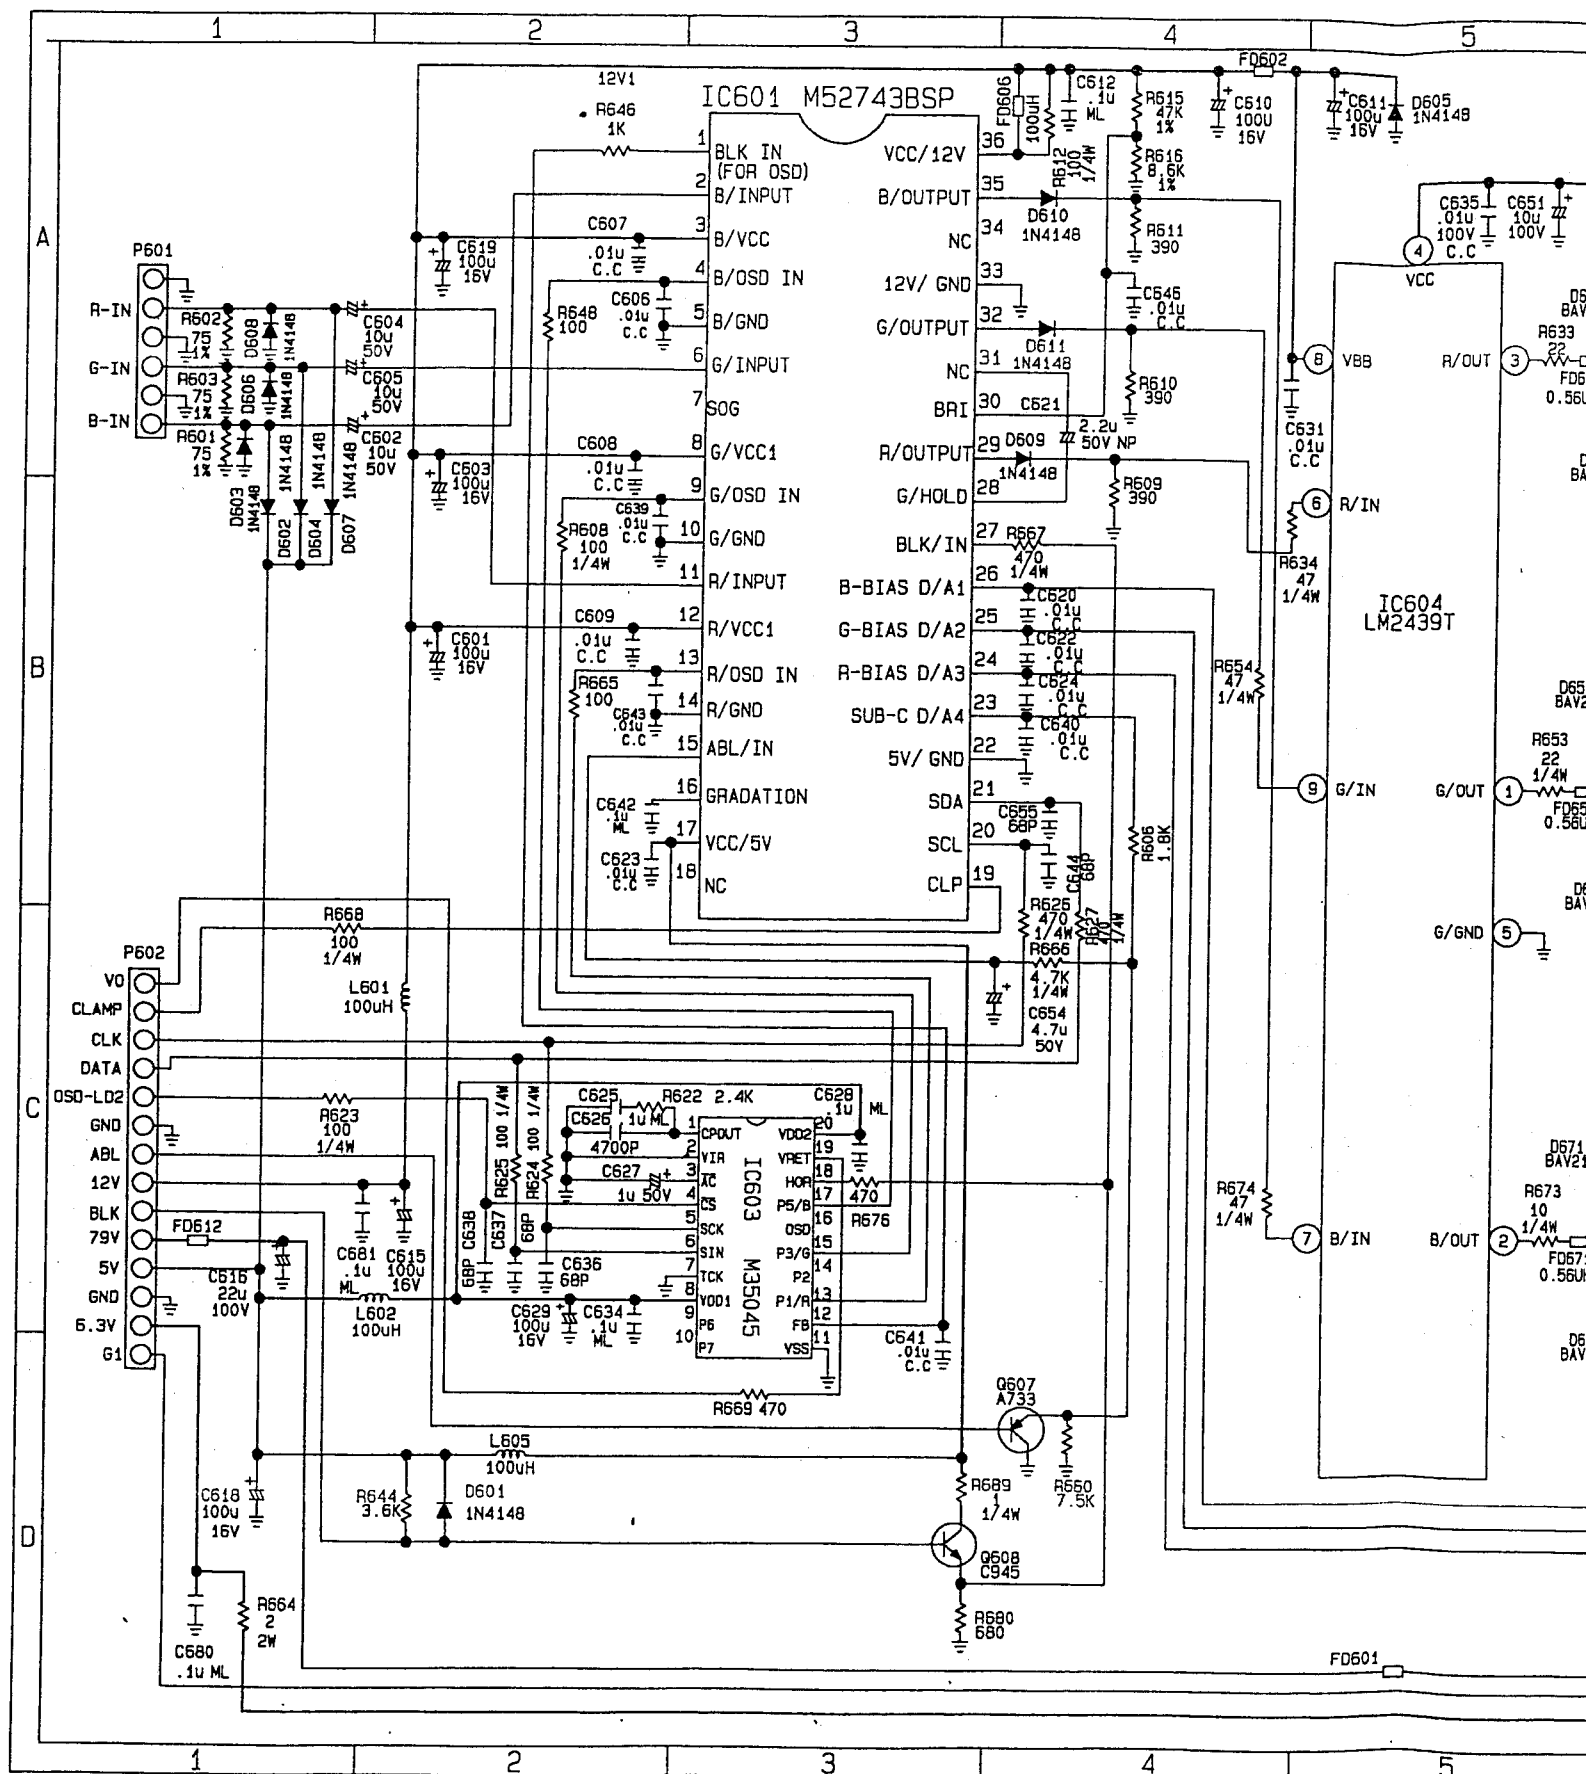 1 2 3 4 5
A
B
C
D
12V1
R646
1K
IC601 M52743BSP
1 BLK IN
(FOR OSD)
2 B/INPUT
3 B/VCC
4 B/OSD IN
5 B/GND
6 G/INPUT
7 SOG
8 G/VCC1
9 G/OSD IN
10 G/GND
11 R/INPUT
12 R/VCC1
13 R/OSD IN
14 R/GND
15 ABL/IN
16 GRADATION
17 VCC/5V
18 NC
VCC/12V 36
B/OUTPUT 35
NC 34
12V/ GND 33
G/OUTPUT 32
NC 31
BRI 30
R/OUTPUT 29
G/HOLD 28
BLK/IN 27
B-BIAS D/A1 26
G-BIAS D/A2 25
R-BIAS D/A3 24
SUB-C D/A4 23
5V/ GND 22
SDA 21
SCL 20
CLP 19
FD606
100uH
C612
.1u
ML
R612
100
1/4W
R615
47K
1%
R616
8.6K
1%
FD602
C610
100U
16V
C611
100u
16V
D605
1N4148
D610
1N4148
R611
390
C646
.01u
C.C
D611
1N4148
R610
390
C621
2.2u
50V NP
D609
1N4148
R609
390
R667
470
1/4W
C620
.01u
C.C
C622
.01u
C.C
C624
.01u
C.C
C640
.01u
C.C
C655
68P
C644
68P
R606
1.8K
R626
470
1/4W
R627
470
1/4W
R666
4.7K
1/4W
C654
4.7u
50V
P601
R-IN
G-IN
B-IN
R602
75
1%
D608
1N4148
C604
10u
50V
R603
75
1%
D606
1N4148
C605
10u
50V
R601
75
1%
D603
1N4148
C602
10u
50V
1N4148
1N4148
1N4148
D602
D604
D607
C619
100u
16V
C607
.01u
C.C
C606
.01u
C.C
R648
100
C603
100u
16V
C608
.01u
C.C
C639
.01u
C.C
R608
100
1/4W
C601
100u
16V
C609
.01u
C.C
R665
100
C643
.01u
C.C
C642
.1u
ML
C623
.01u
C.C
C635
.01u
100V
C.C
C651
10u
100V
4
VCC
8 VBB
R/OUT 3
R633
22
0.56U
C631
.01u
C.C
6 R/IN
R634
47
1/4W
IC604
LM2439T
R654
47
1/4W
9 G/IN
G/OUT 1
R653
22
1/4W
FD65
0.56U
D65
BAV2
G/GND 5
R674
47
1/4W
7 B/IN
B/OUT 2
D671
BAV21
R673
10
1/4W
FD671
0.56U
P602
V0
CLAMP
CLK
DATA
OSD-LD2
GND
ABL
12V
BLK
79V
5V
GND
6.3V
G1
R668
100
1/4W
L601
100uH
R623
100
1/4W
FD612
C616
22u
100V
C681
.1u
ML
C615
100u
16V
L602
100uH
R625 100 1/4W
R624 100 1/4W
C638
68P
C637
68P
C636
68P
C625
1u ML
R622 2.4K
C626
4700P
C627
1u 50V
C628
.1u
ML
IC603 M35045
1 CPOUT
2 VIR
3 AC
4 CS
5 SCK
6 SIN
7 TCK
8 VDD1
9 P6
10 P7
VDD2 20
VRET 19
HOR 18
P5/B 17
OSD 16
P3/G 15
P2 14
P1/R 13
FB 12
VSS 11
470
R676
C629
100u
16V
C634
.1u
ML
C641
.01u
C.C
R669 470
Q607
A733
R660
7.5K
L605
100uH
C618
100u
16V
R644
3.6K
D601
1N4148
R689
1
1/4W
Q608
C945
R680
680
C680
.1u ML
R664
2
2W
FD601
1 2 3 4 5